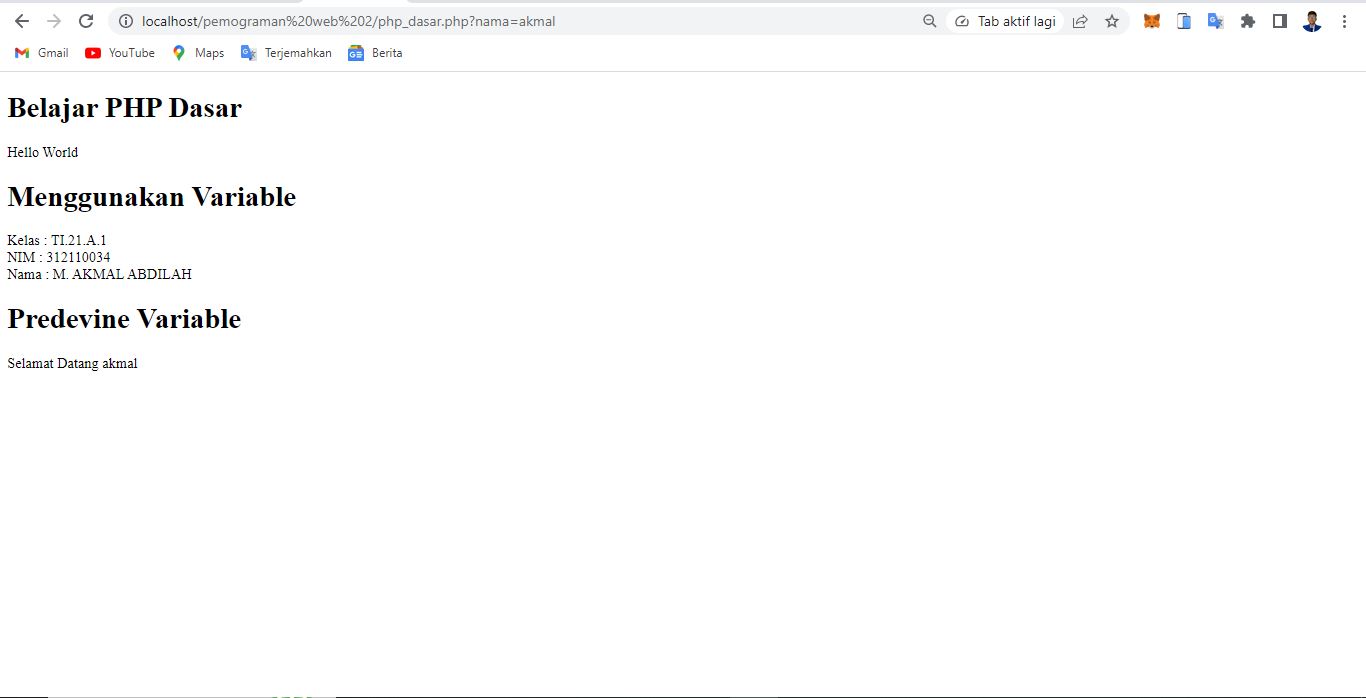 localhost/pemograman%20web%202/php_dasar.php?nama=akmal
Tab aktif lagi
Gmail
YouTube
Maps
Terjemahkan
Berita
Belajar PHP Dasar
Hello World
Menggunakan Variable
Kelas : TI.21.A.1
NIM : 312110034
Nama : M. AKMAL ABDILAH
Predevine Variable
Selamat Datang akmal